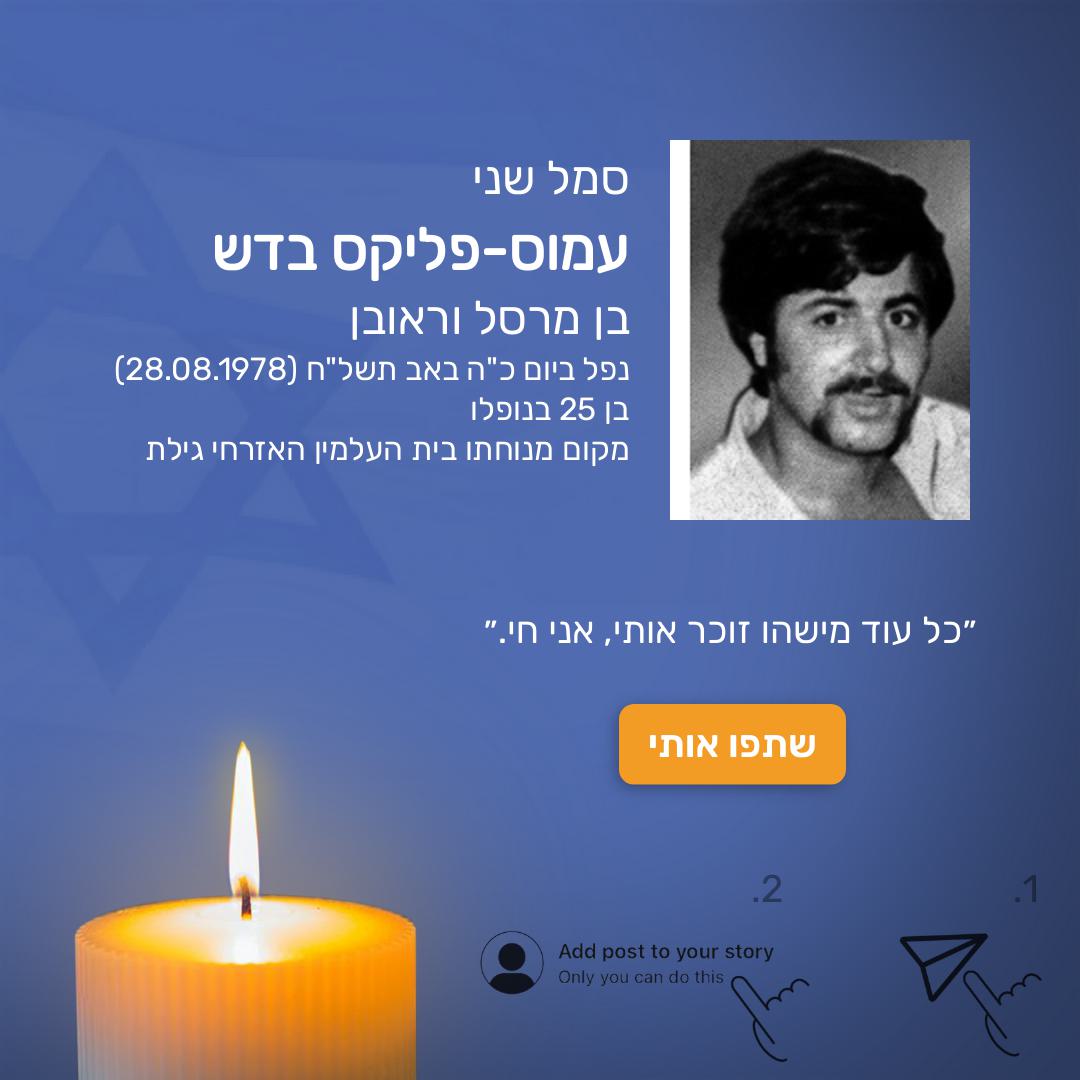 סמל שני
עמוס-פליקס בדש
בן מרסל וראובן
נפל ביום כ"ה באב תשל"ח (28.08.1978)
בן 25 בנופלו
מקום מנוחתו בית העלמין האזרחי גילת
״כל עוד מישהו זוכר אותי, אני חי.״
שתפו אותי
1.
2.
Add post to your story
Only you can do this